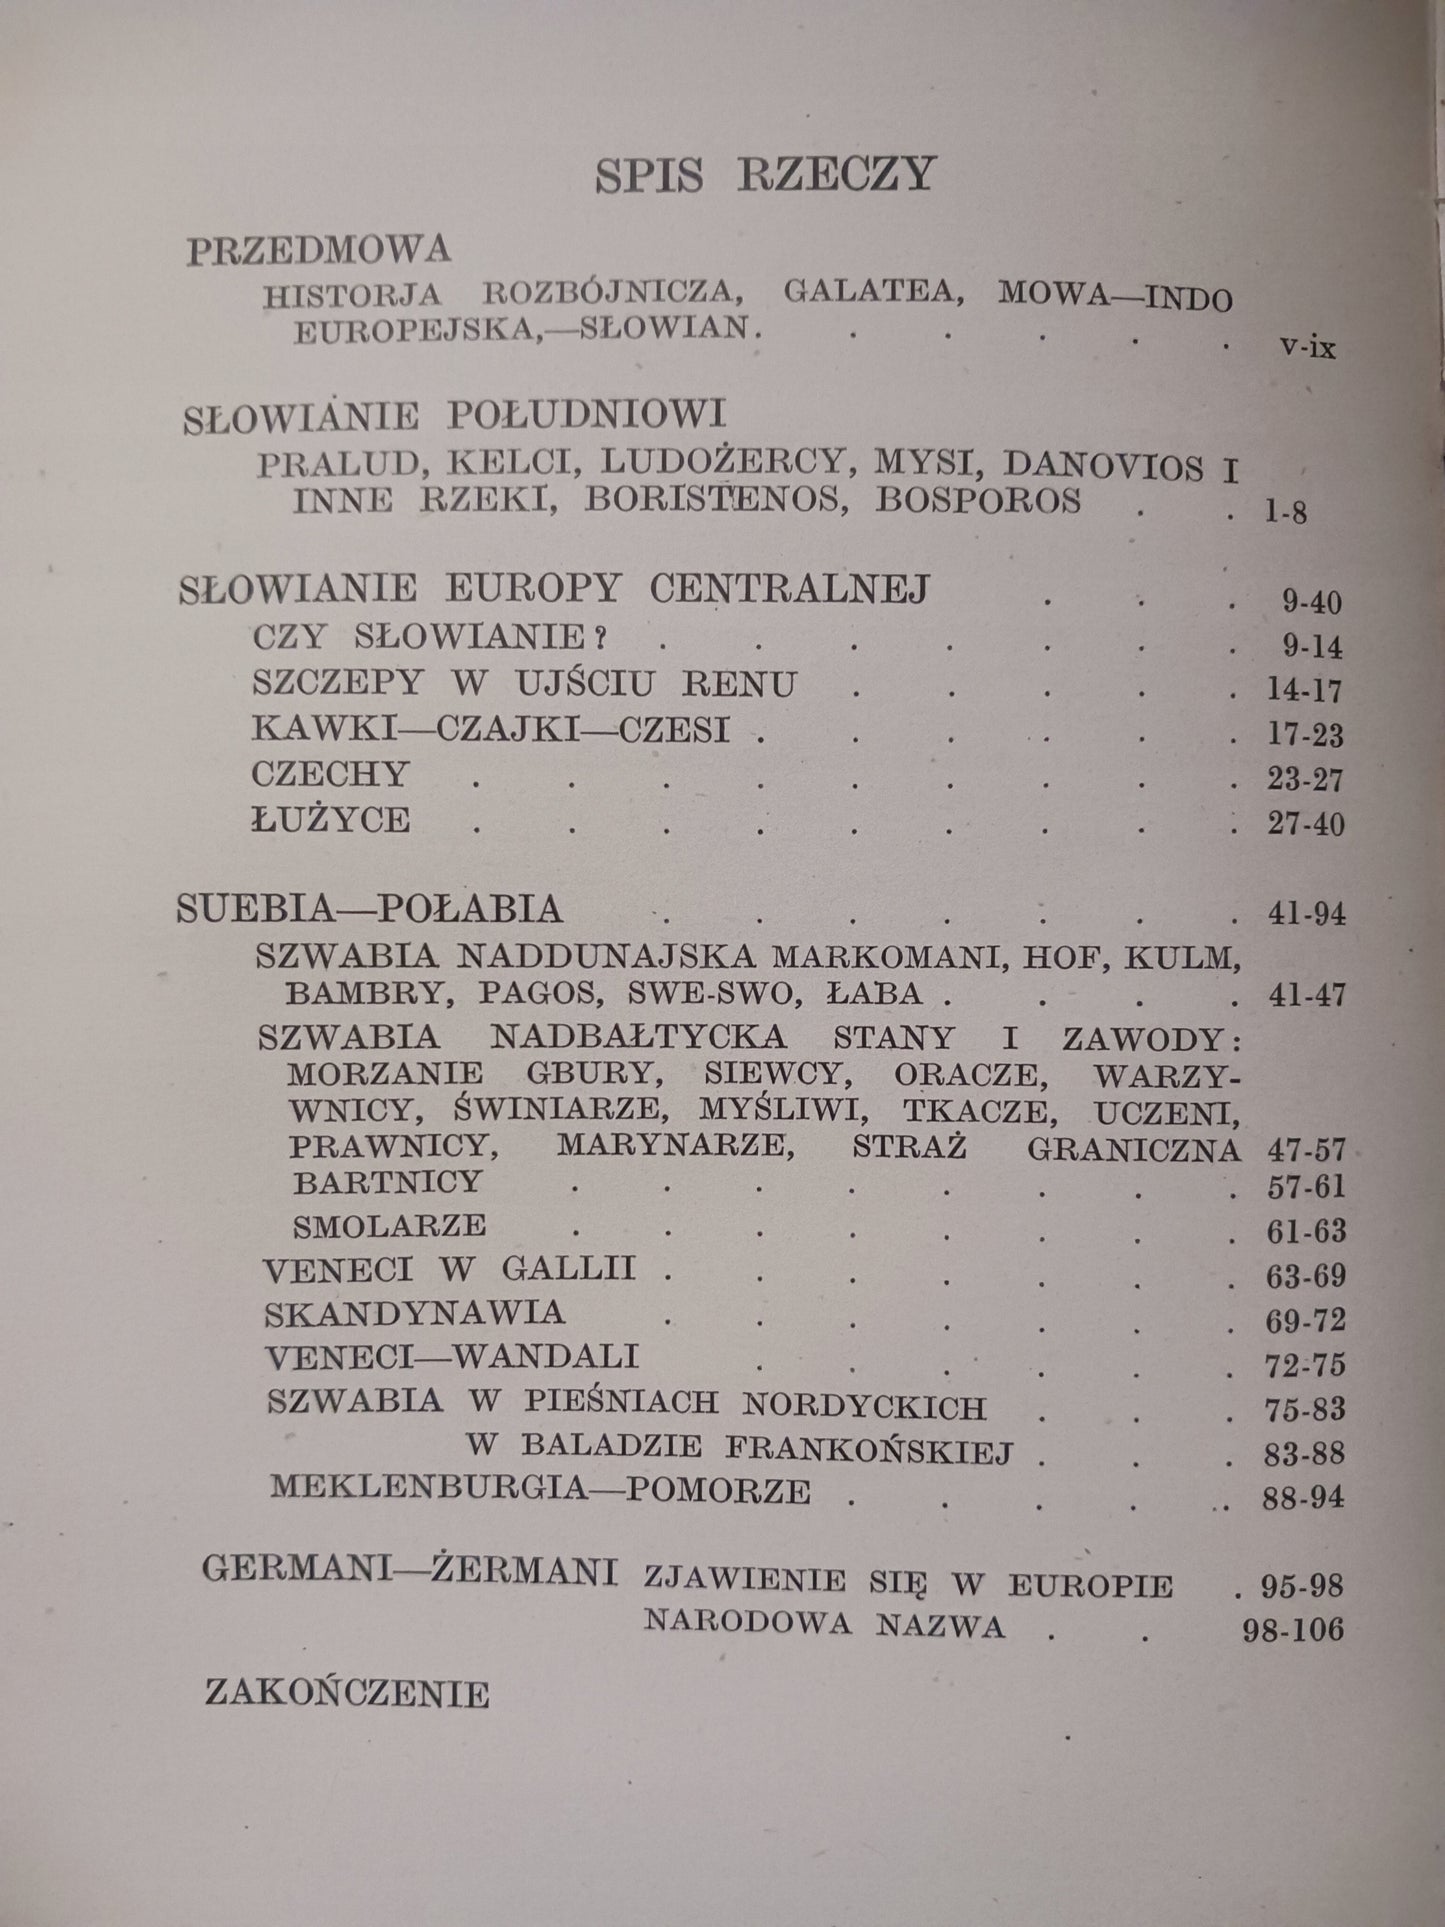 SPIS RZECZY
PRZEDMOWA
HISTORJA ROZBÓJNICZA, GALATEA, MOWA—INDO
EUROPEJSKA,—SŁOWIAN. . . . . . v-ix
SŁOWIANIE POŁUDNIOWI
PRALUD, KELCI, LUDOŻERCY, MYSI, DANOVIOS I
INNE RZEKI, BORISTENOS, BOSPOROS . . 1-8
SŁOWIANIE EUROPY CENTRALNEJ . . . 9-40
CZY SŁOWIANIE? . . . . . . . 9-14
SZCZEPY W UJŚCIU RENU . . . . . 14-17
KAWKI—CZAJKI—CZESI . . . . . . 17-23
CZECHY . . . . . . . . . 23-27
ŁUŻYCE . . . . . . . . . 27-40
SUEBIA—POŁABIA . . . . . . . 41-94
SZWABIA NADDUNAJSKA MARKOMANI, HOF, KULM,
BAMBRY, PAGOS, SWE-SWO, ŁABA . . . . 41-47
SZWABIA NADBAŁTYCKA STANY I ZAWODY:
MORZANIE GBURY, SIEWCY, ORACZE, WARZY-
WNICY, ŚWINIARZE, MYŚLIWI, TKACZE, UCZENI,
PRAWNICY, MARYNARZE, STRAŻ GRANICZNA 47-57
BARTNICY . . . . . . . . 57-61
SMOLARZE . . . . . . . . 61-63
VENECI W GALLII . . . . . . . 63-69
SKANDYNAWIA . . . . . . . 69-72
VENECI—WANDALI . . . . . . 72-75
SZWABIA W PIEŚNIACH NORDYCKICH . . . 75-83
W BALADZIE FRANKOŃSKIEJ . . . 83-88
MEKLENBURGIA—POMORZE . . . . .. 88-94
GERMANI—ŻERMANI ZJAWIENIE SIĘ W EUROPIE . 95-98
NARODOWA NAZWA . . 98-106
ZAKOŃCZENIE